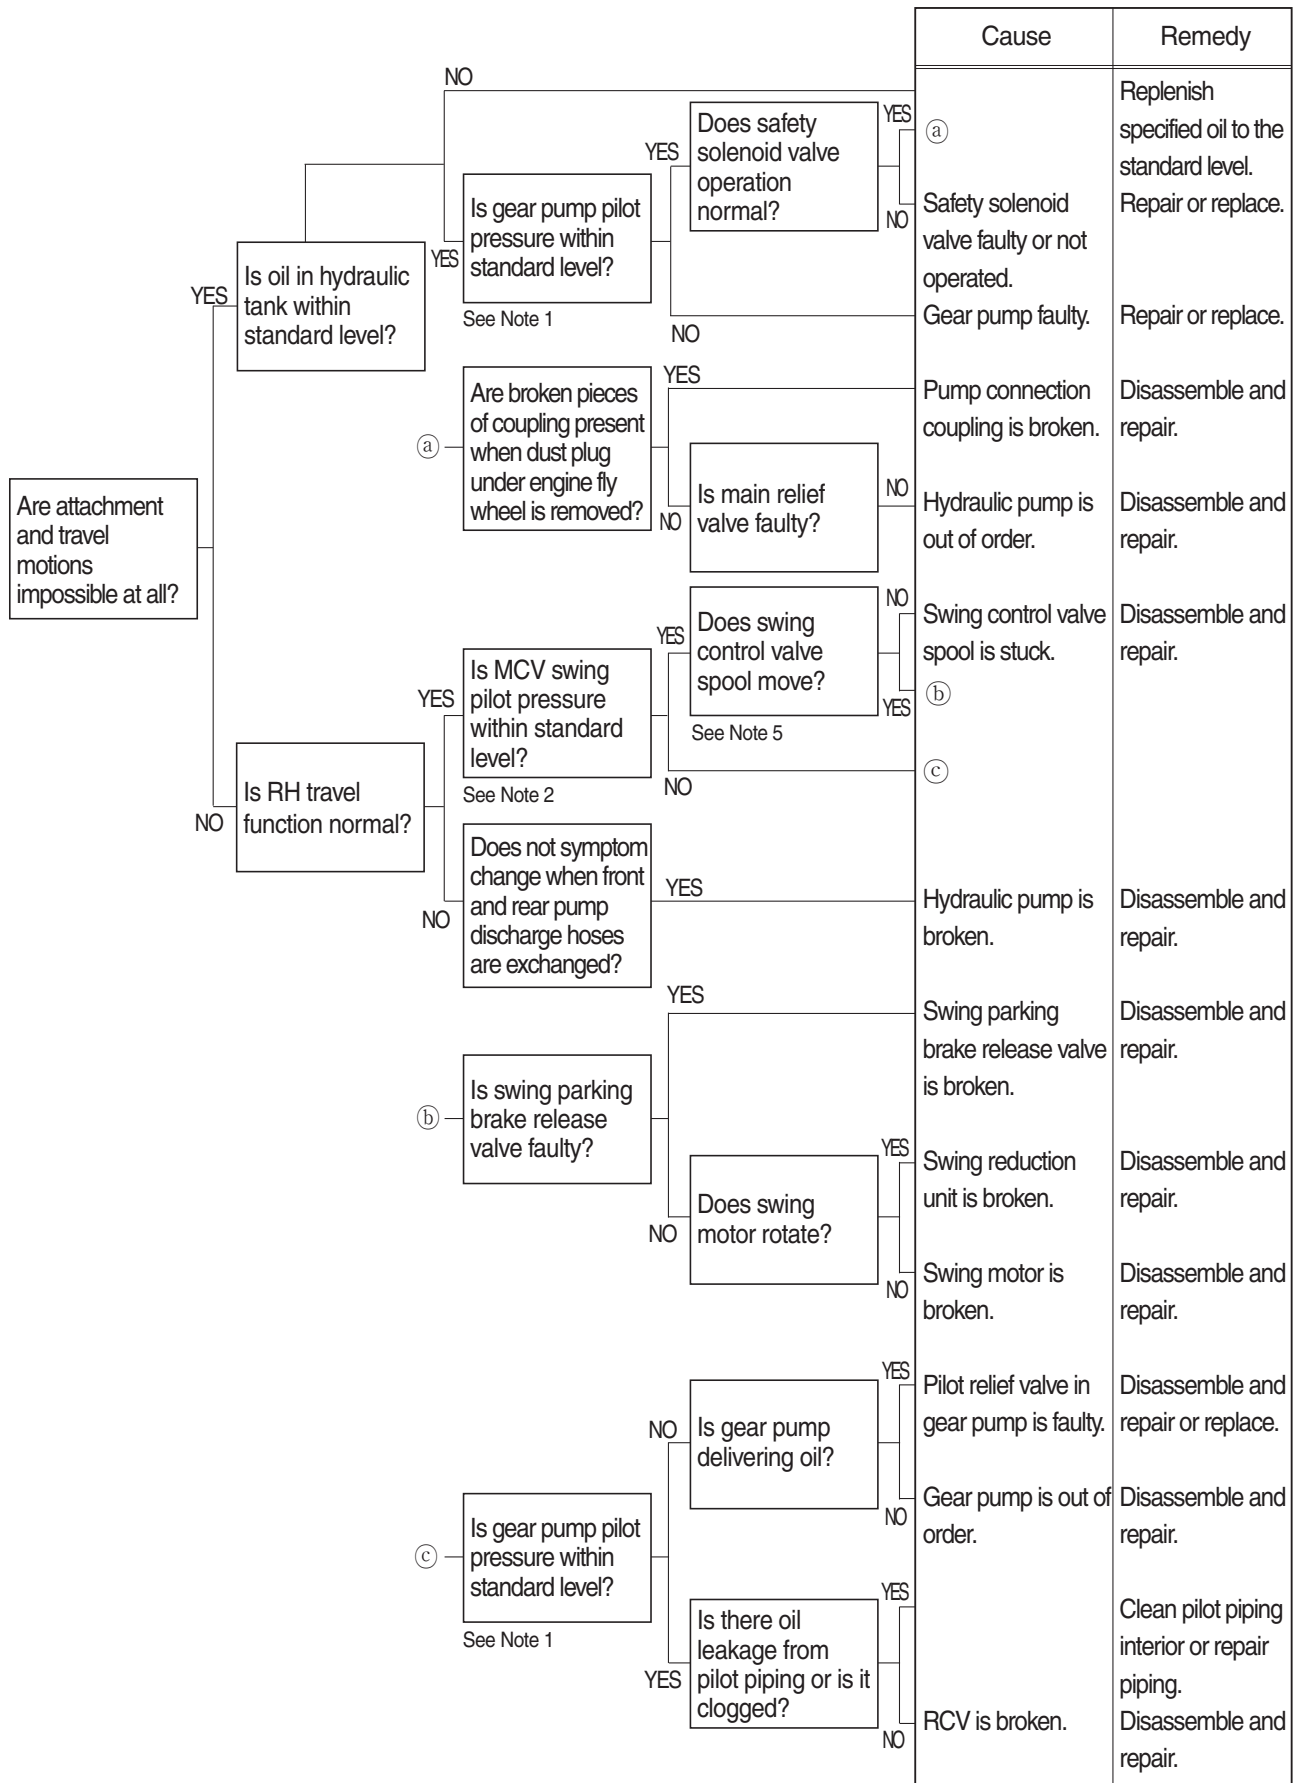 Cause
Remedy
NO
Replenish
specified oil to the
standard level.
YES
Does safety
solenoid valve
operation
normal?
YES
ⓐ
NO
Safety solenoid
valve faulty or not
operated.
Repair or replace.
Is gear pump pilot
pressure within
standard level?
YES
See Note 1
Is oil in hydraulic
tank within
standard level?
YES
Gear pump faulty.
Repair or replace.
NO
ⓐ
Are broken pieces
of coupling present
when dust plug
under engine fly
wheel is removed?
YES
Pump connection
coupling is broken.
Disassemble and
repair.
NO
Is main relief
valve faulty?
NO
Hydraulic pump is
out of order.
Disassemble and
repair.
Are attachment
and travel
motions
impossible at all?
NO
Is RH travel
function normal?
YES
Is MCV swing
pilot pressure
within standard
level?
See Note 2
YES
Does swing
control valve
spool move?
See Note 5
NO
Swing control valve
spool is stuck.
Disassemble and
repair.
YES
ⓑ
NO
ⓒ
NO
Does not symptom
change when front
and rear pump
discharge hoses
are exchanged?
YES
Hydraulic pump is
broken.
Disassemble and
repair.
ⓑ
Is swing parking
brake release
valve faulty?
YES
Swing parking
brake release valve
is broken.
Disassemble and
repair.
NO
Does swing
motor rotate?
YES
Swing reduction
unit is broken.
Disassemble and
repair.
NO
Swing motor is
broken.
Disassemble and
repair.
ⓒ
Is gear pump pilot
pressure within
standard level?
See Note 1
NO
Is gear pump
delivering oil?
YES
Pilot relief valve in
gear pump is faulty.
Disassemble and
repair or replace.
NO
Gear pump is out of
order.
Disassemble and
repair.
YES
Is there oil
leakage from
pilot piping or is it
clogged?
YES
Clean pilot piping
interior or repair
piping.
NO
RCV is broken.
Disassemble and
repair.